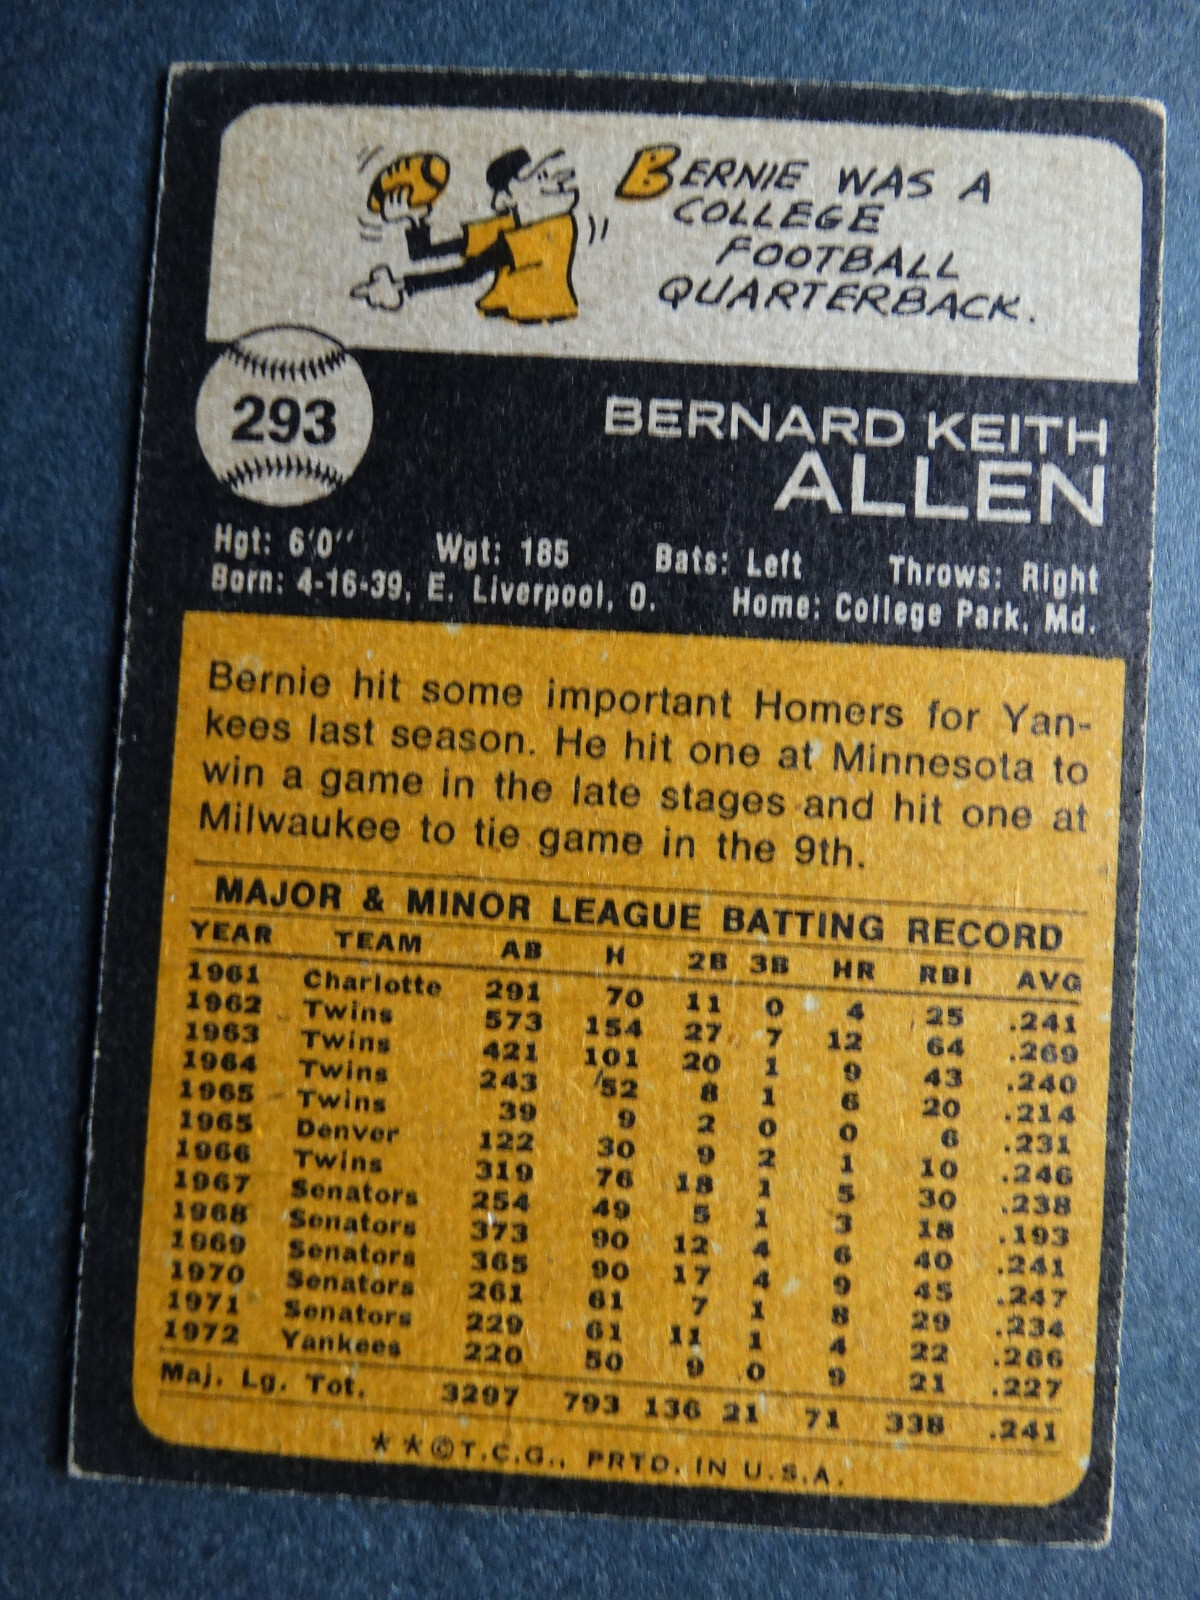 BERNIE WAS A
COLLEGE
FOOTBALL
QUARTERBACK.
293
BERNARD KEITH
ALLEN
Hgt: 6'0" Wgt: 185 Bats: Left Throws: Right
Born: 4-16-39, E. Liverpool, O. Home: College Park, Md.
Bernie hit some important Homers for Yan-
kees last season. He hit one at Minnesota to
win a game in the late stages and hit one at
Milwaukee to tie game in the 9th.
MAJOR & MINOR LEAGUE BATTING RECORD
YEAR TEAM AB H 2B 3B HR RBI AVG
1961 Charlotte 291 70 11 0 4 25 .241
1962 Twins 573 154 27 7 12 64 .269
1963 Twins 421 101 20 1 9 43 .240
1964 Twins 243 52 8 1 6 20 .214
1965 Twins 39 9 2 0 0 6 .231
1965 Denver 122 30 9 2 1 10 .246
1966 Twins 319 76 18 1 5 30 .238
1967 Senators 254 49 5 1 3 18 .193
1968 Senators 373 90 12 4 6 40 .241
1969 Senators 365 90 17 4 9 45 .247
1970 Senators 261 61 7 1 8 29 .234
1971 Senators 229 61 11 1 4 22 .266
1972 Yankees 220 50 9 0 9 21 .227
Maj. Lg. Tot. 3297 793 136 21 71 338 .241
* * © T.C.G., PRTD. IN U.S.A.